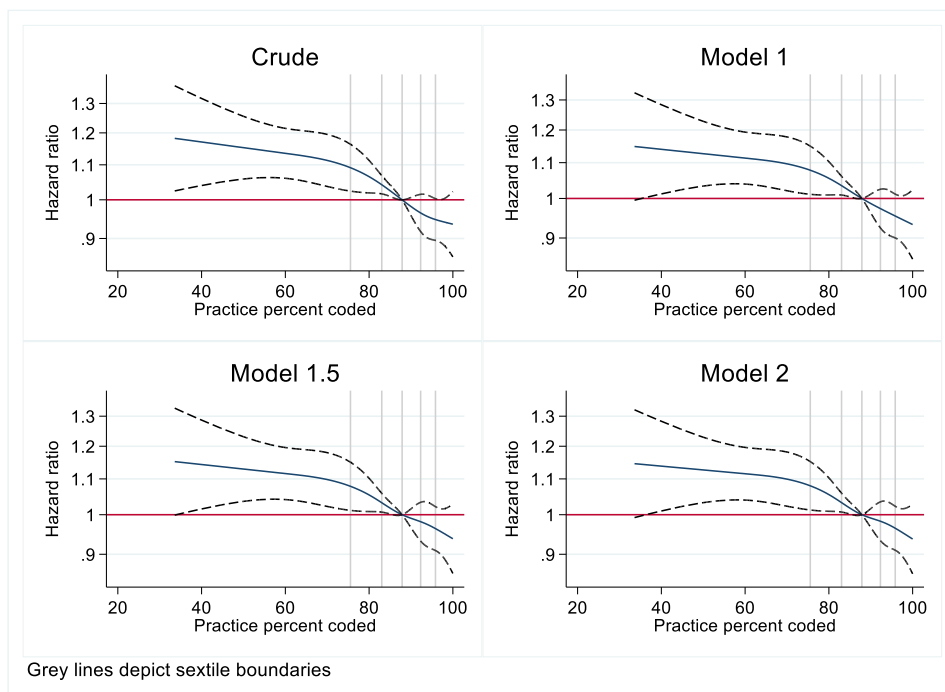 Crude
Hazard ratio
1.3
1.2
1.1
1
.9
20 40 60 80 100
Practice percent coded
Model 1
Hazard ratio
1.3
1.2
1.1
1
.9
20 40 60 80 100
Practice percent coded
Model 1.5
Hazard ratio
1.3
1.2
1.1
1
.9
20 40 60 80 100
Practice percent coded
Model 2
Hazard ratio
1.3
1.2
1.1
1
.9
20 40 60 80 100
Practice percent coded
Grey lines depict sextile boundaries